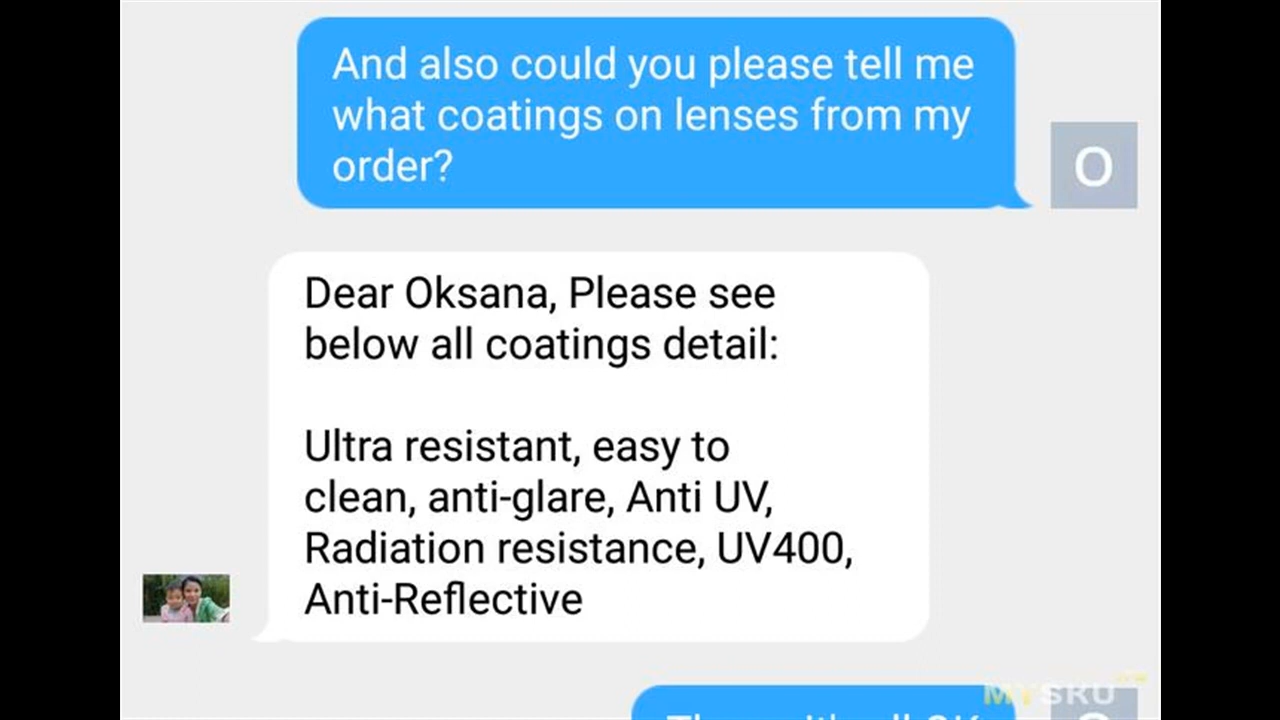 And also could you please tell me
what coatings on lenses from my
order?
O
Dear Oksana, Please see
below all coatings detail:
Ultra resistant, easy to
clean, anti-glare, Anti UV,
Radiation resistance, UV400,
Anti-Reflective
MYSKU